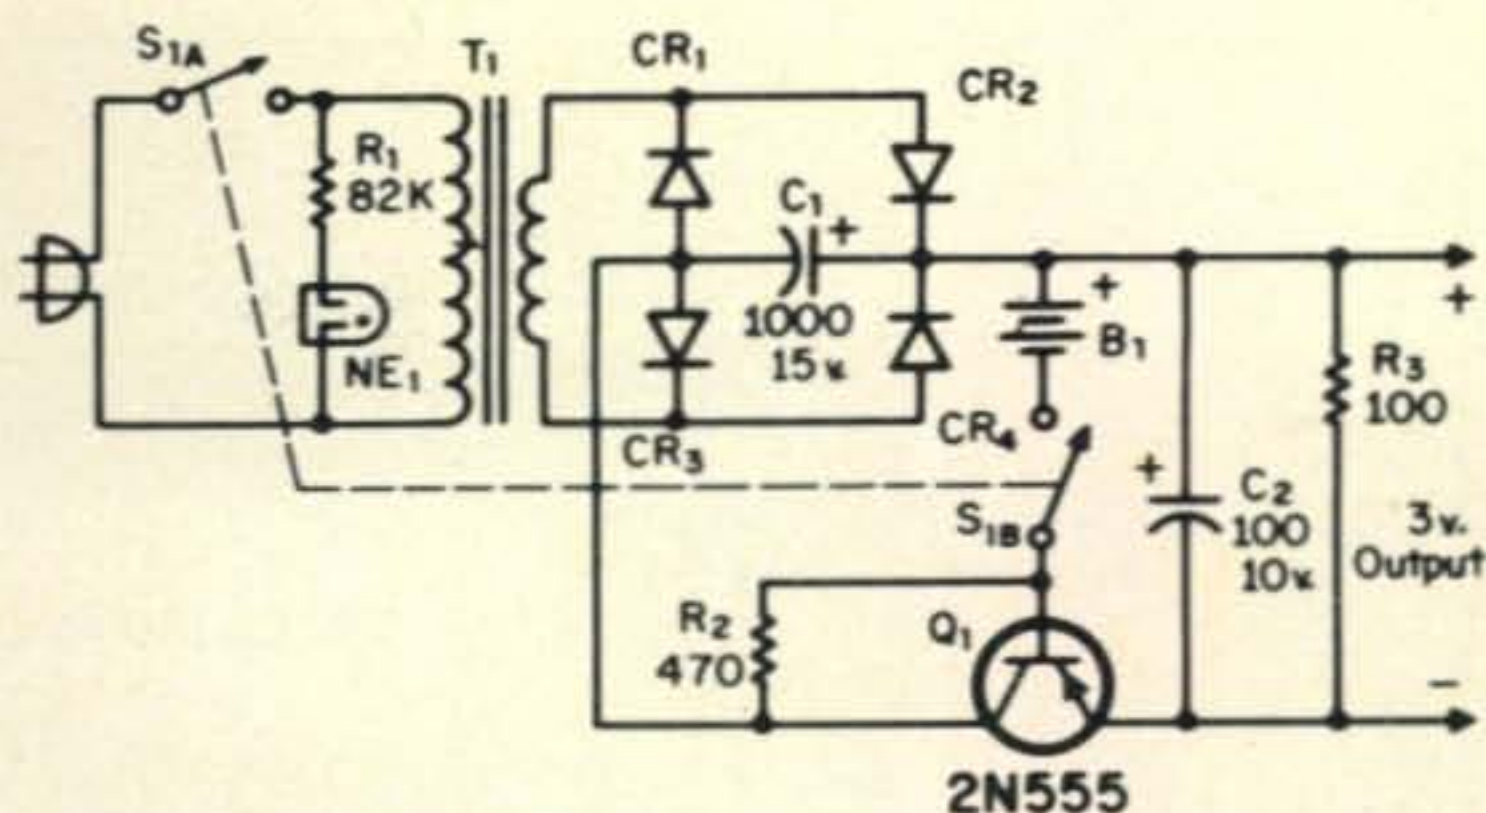 S1A
T1
CR1
CR2
R1
82K
C1
+
1000
15v.
NE1
CR3
CR4
+
B1
+
R3
100
S1B
+
C2
100
10v.
3v.
Output
R2
470
Q1
−
2N555